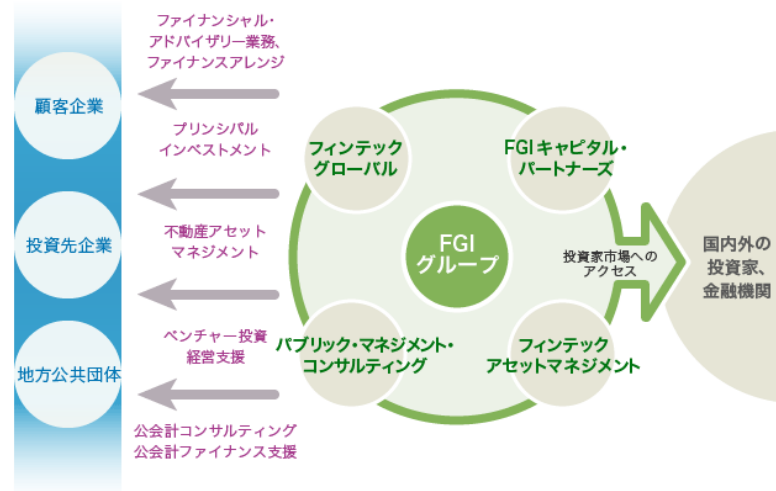 ファイナンシャル・
アドバイザリー業務、
ファイナンスアレンジ
顧客企業
プリンシパル
インベストメント
投資先企業
不動産アセット
マネジメント
ベンチャー投資
経営支援
地方公共団体
公会計コンサルティング
公会計ファイナンス支援
フィンテック
グローバル
FGIキャピタル・
パートナーズ
FGI
グループ
パブリック・マネジメント・
コンサルティング
フィンテック
アセットマネジメント
投資家市場への
アクセス
国内外の
投資家、
金融機関